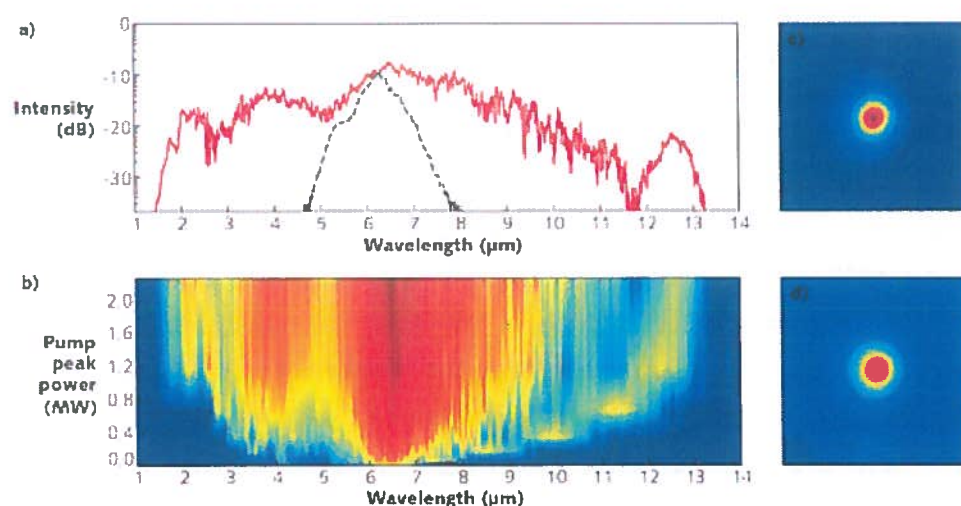 a)
0
-10
-20
-30
Intensity
(dB)
1 2 3 4 5 6 7 8 9 10 11 12 13 14
Wavelength (µm)
c)
b)
2.0
1.6
1.2
0.8
0.4
0.0
Pump
peak
power
(MW)
1 2 3 4 5 6 7 8 9 10 11 12 13 14
Wavelength (µm)
d)